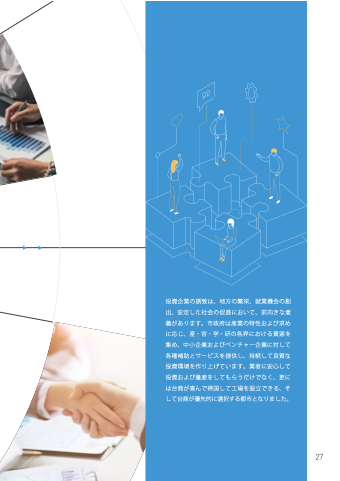 投資企業の誘致は、地方の繁栄、就業機会の創
出、安定した社会の促進において、前向きな意
義があります。市政府は産業の特性および求め
に応じ、産・官・学・研の各界における資源を
集め、中小企業およびベンチャー企業に対して
各種補助とサービスを提供し、持続して良質な
投資環境を作り上げています。業者に安心して
投資および量産をしてもらうだけでなく、更に
は台商が喜んで帰国して工場を設立できる、そ
して台商が優先的に選択する都市となりました。
27